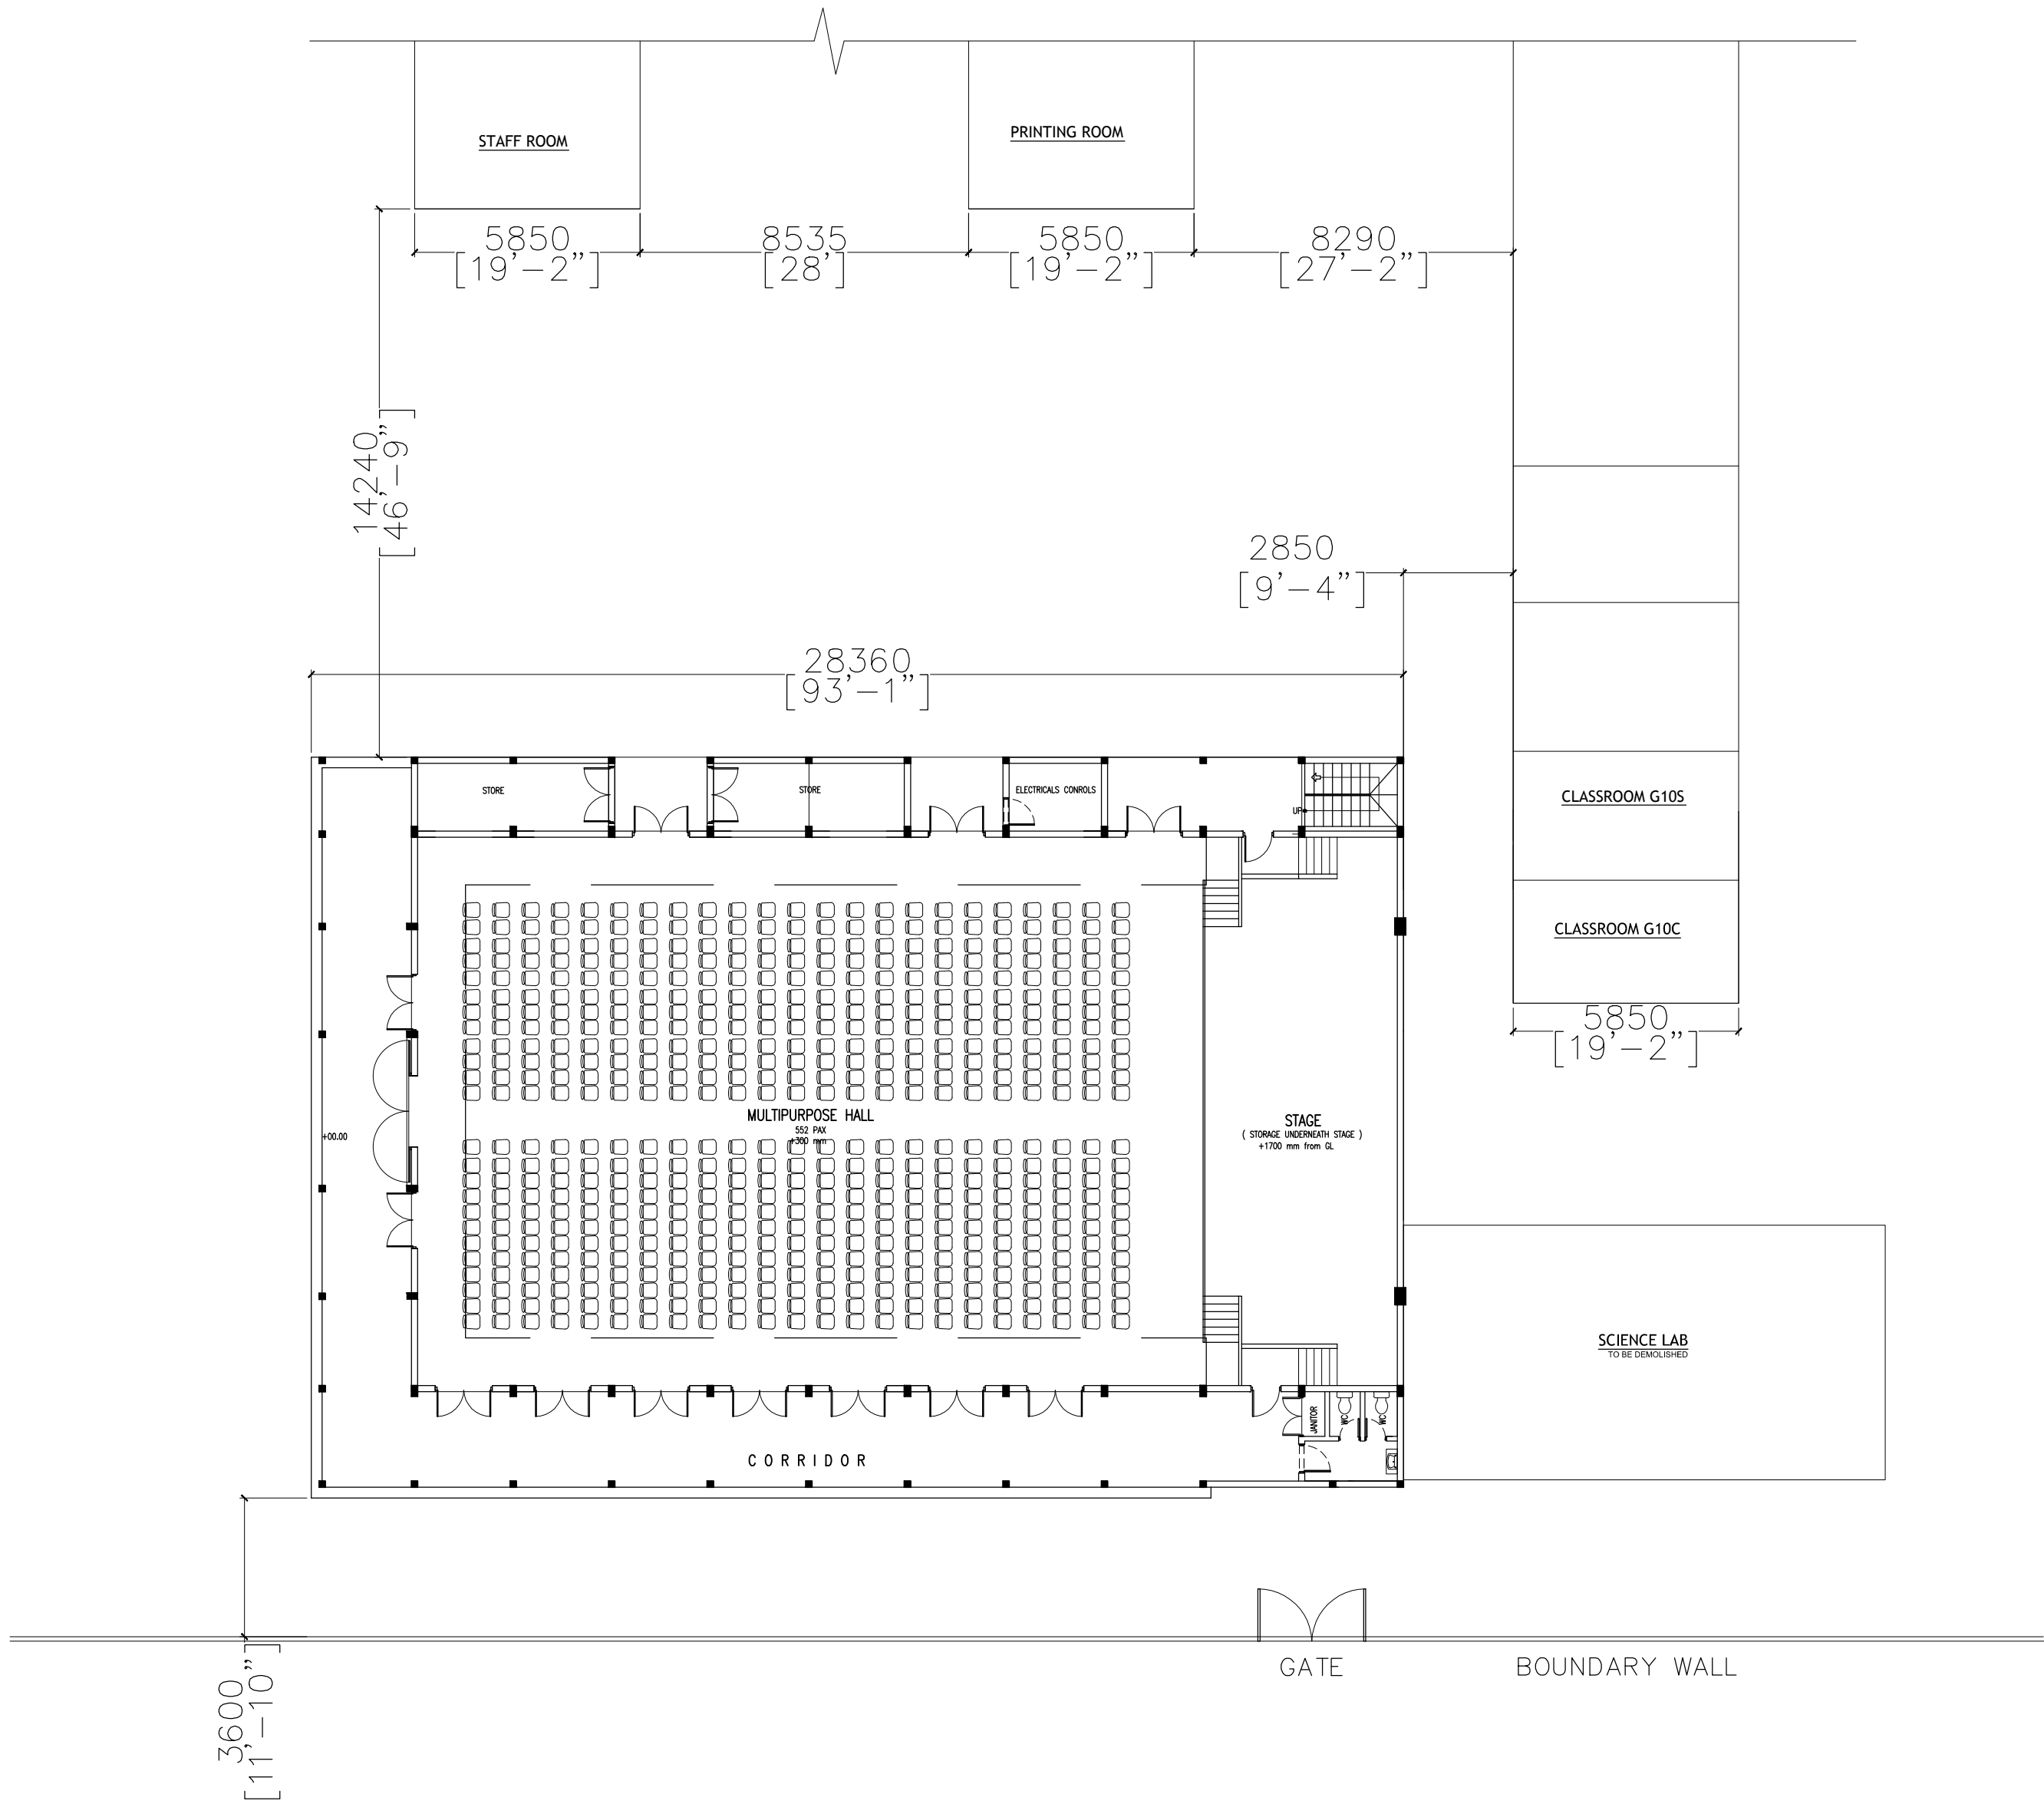 STAFF ROOM
PRINTING ROOM
5850
[19'-2"]
8535
[28']
5850
[19'-2"]
8290
[27'-2"]
14240
[46'-9"]
2850
[9'-4"]
28360
[93'-1"]
STORE
STORE
ELECTRICALS CONROLS
UP
CLASSROOM G10S
CLASSROOM G10C
5850
[19'-2"]
MULTIPURPOSE HALL
552 PAX
+300 mm
STAGE
( STORAGE UNDERNEATH STAGE )
+1700 mm from GL
+00.00
SCIENCE LAB
TO BE DEMOLISHED
JANITOR
WC
WC
CORRIDOR
GATE
BOUNDARY WALL
3600
[11'-10"]